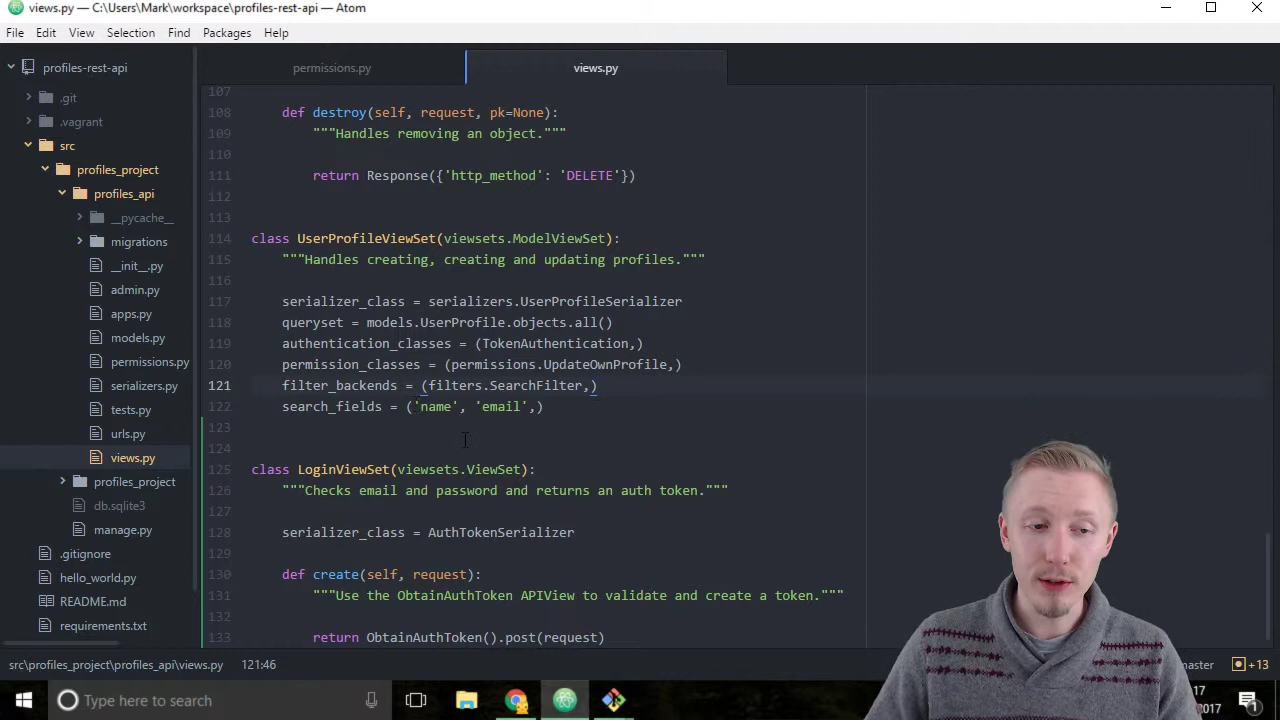 views.py — C:\Users\Mark\workspace\profiles-rest-api — Atom
File Edit View Selection Find Packages Help
profiles-rest-api
.git
.vagrant
src
profiles_project
profiles_api
__pycache__
migrations
__init__.py
admin.py
apps.py
models.py
permissions.py
serializers.py
tests.py
urls.py
views.py
profiles_project
db.sqlite3
manage.py
.gitignore
hello_world.py
README.md
requirements.txt
permissions.py
views.py
107
108 def destroy(self, request, pk=None):
109 """Handles removing an object."""
110
111 return Response({'http_method': 'DELETE'})
112
113
114 class UserProfileViewSet(viewsets.ModelViewSet):
115 """Handles creating, creating and updating profiles."""
116
117 serializer_class = serializers.UserProfileSerializer
118 queryset = models.UserProfile.objects.all()
119 authentication_classes = (TokenAuthentication,)
120 permission_classes = (permissions.UpdateOwnProfile,)
121 filter_backends = (filters.SearchFilter,)
122 search_fields = ('name', 'email',)
123
124
125 class LoginViewSet(viewsets.ViewSet):
126 """Checks email and password and returns an auth token."""
127
128 serializer_class = AuthTokenSerializer
129
130 def create(self, request):
131 """Use the ObtainAuthToken APIView to validate and create a token."""
132
133 return ObtainAuthToken().post(request)
src\profiles_project\profiles_api\views.py 121:46 master +13
Type here to search
17
2017
1